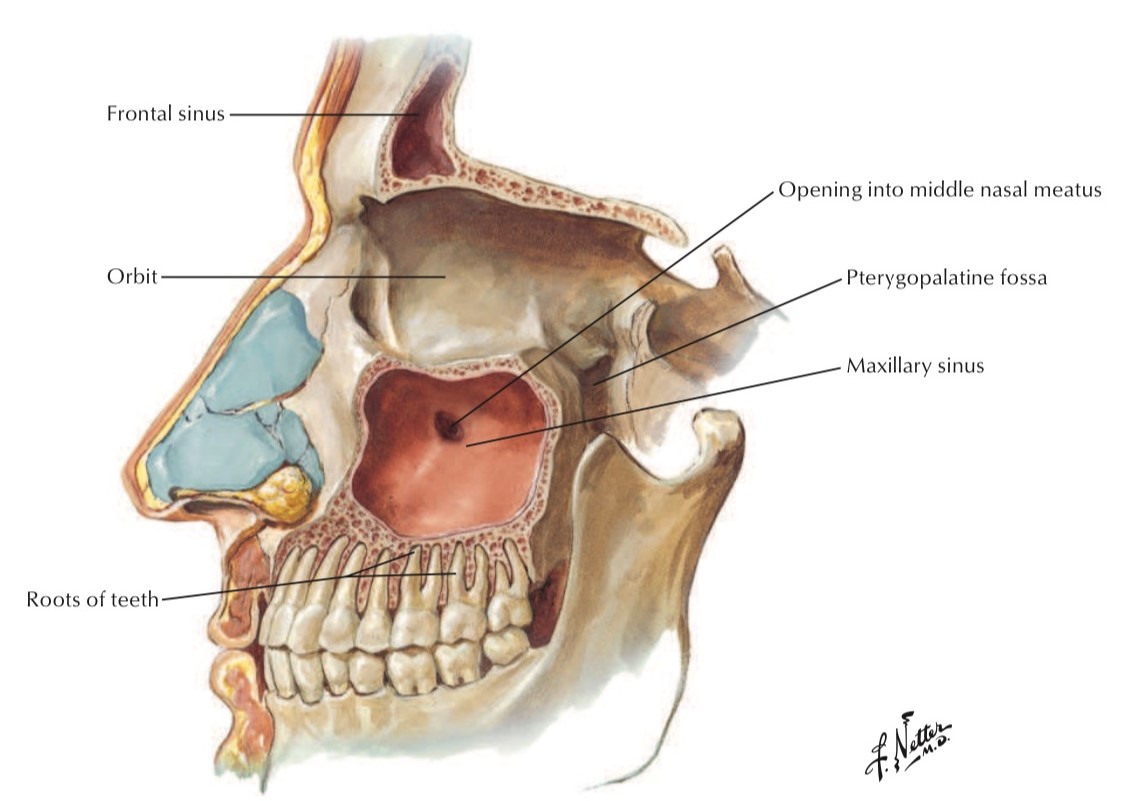 Frontal sinus
Opening into middle nasal meatus
Orbit
Pterygopalatine fossa
Maxillary sinus
Roots of teeth
F. Netter
M.D.